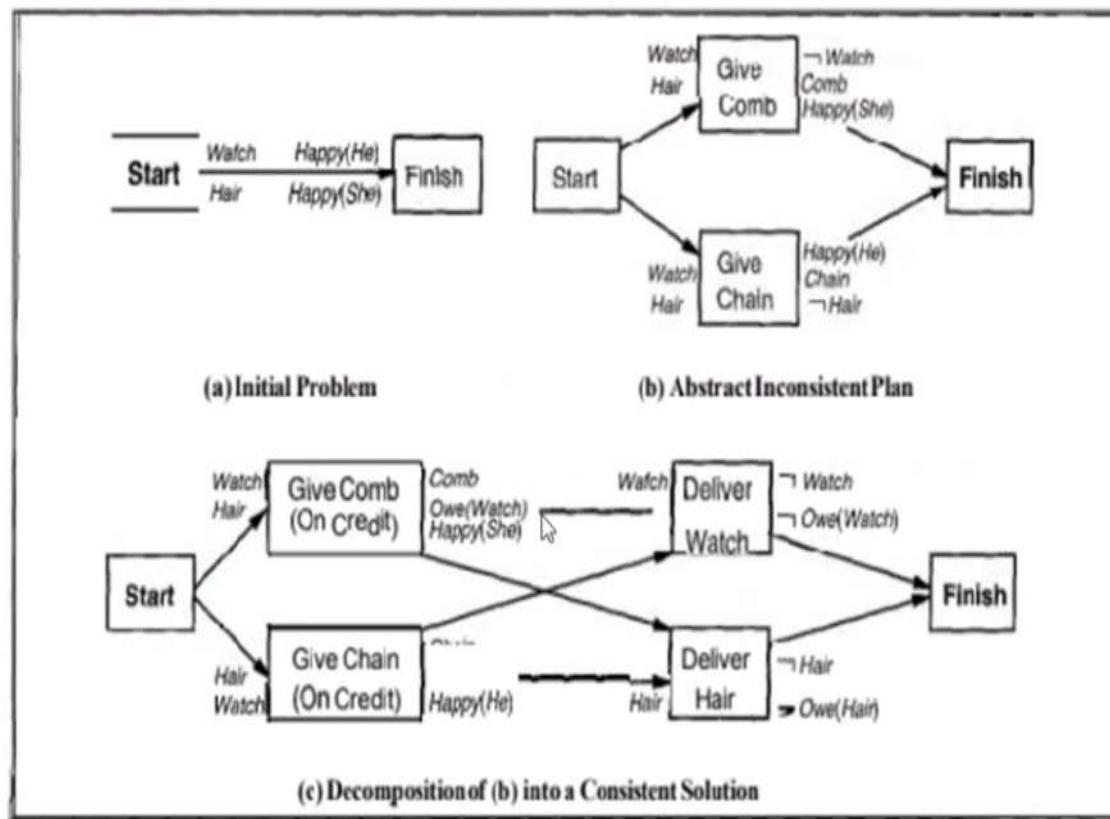 Start
Watch
Hair
Happy(He)
Happy(She)
Finish
(a) Initial Problem
Start
Watch
Hair
Give
Comb
¬ Watch
Comb
Happy(She)
Watch
Hair
Give
Chain
Happy(He)
Chain
¬ Hair
Finish
(b) Abstract Inconsistent Plan
Start
Watch
Hair
Give Comb
(On Credit)
Comb
Owe(Watch)
Happy(She)
Watch
Deliver
Watch
¬ Watch
¬ Owe(Watch)
Hair
Watch
Give Chain
(On Credit)
Happy(He)
Hair
Deliver
Hair
¬ Hair
Owe(Hair)
Finish
(c) Decomposition of (b) into a Consistent Solution